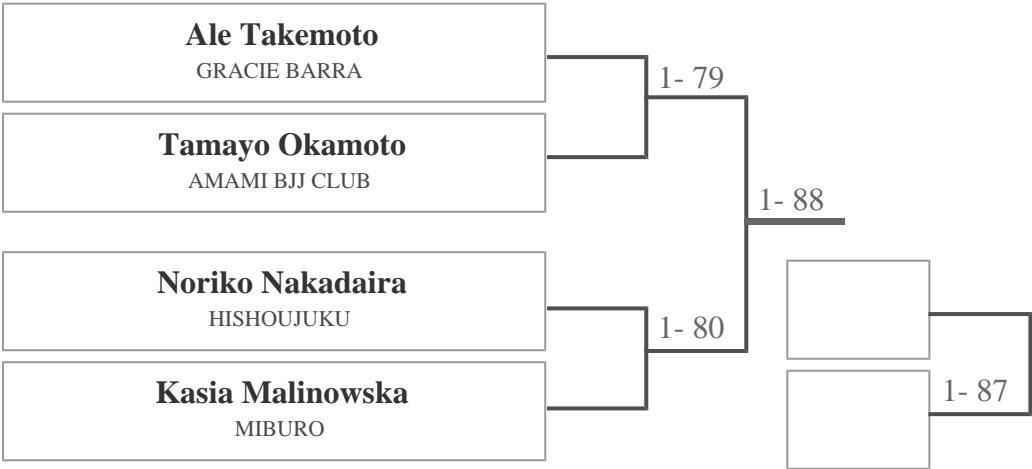 Ale Takemoto
GRACIE BARRA
1- 79
Tamayo Okamoto
AMAMI BJJ CLUB
1- 88
Noriko Nakadaira
HISHOUJUKU
1- 80
Kasia Malinowska
MIBURO
1- 87